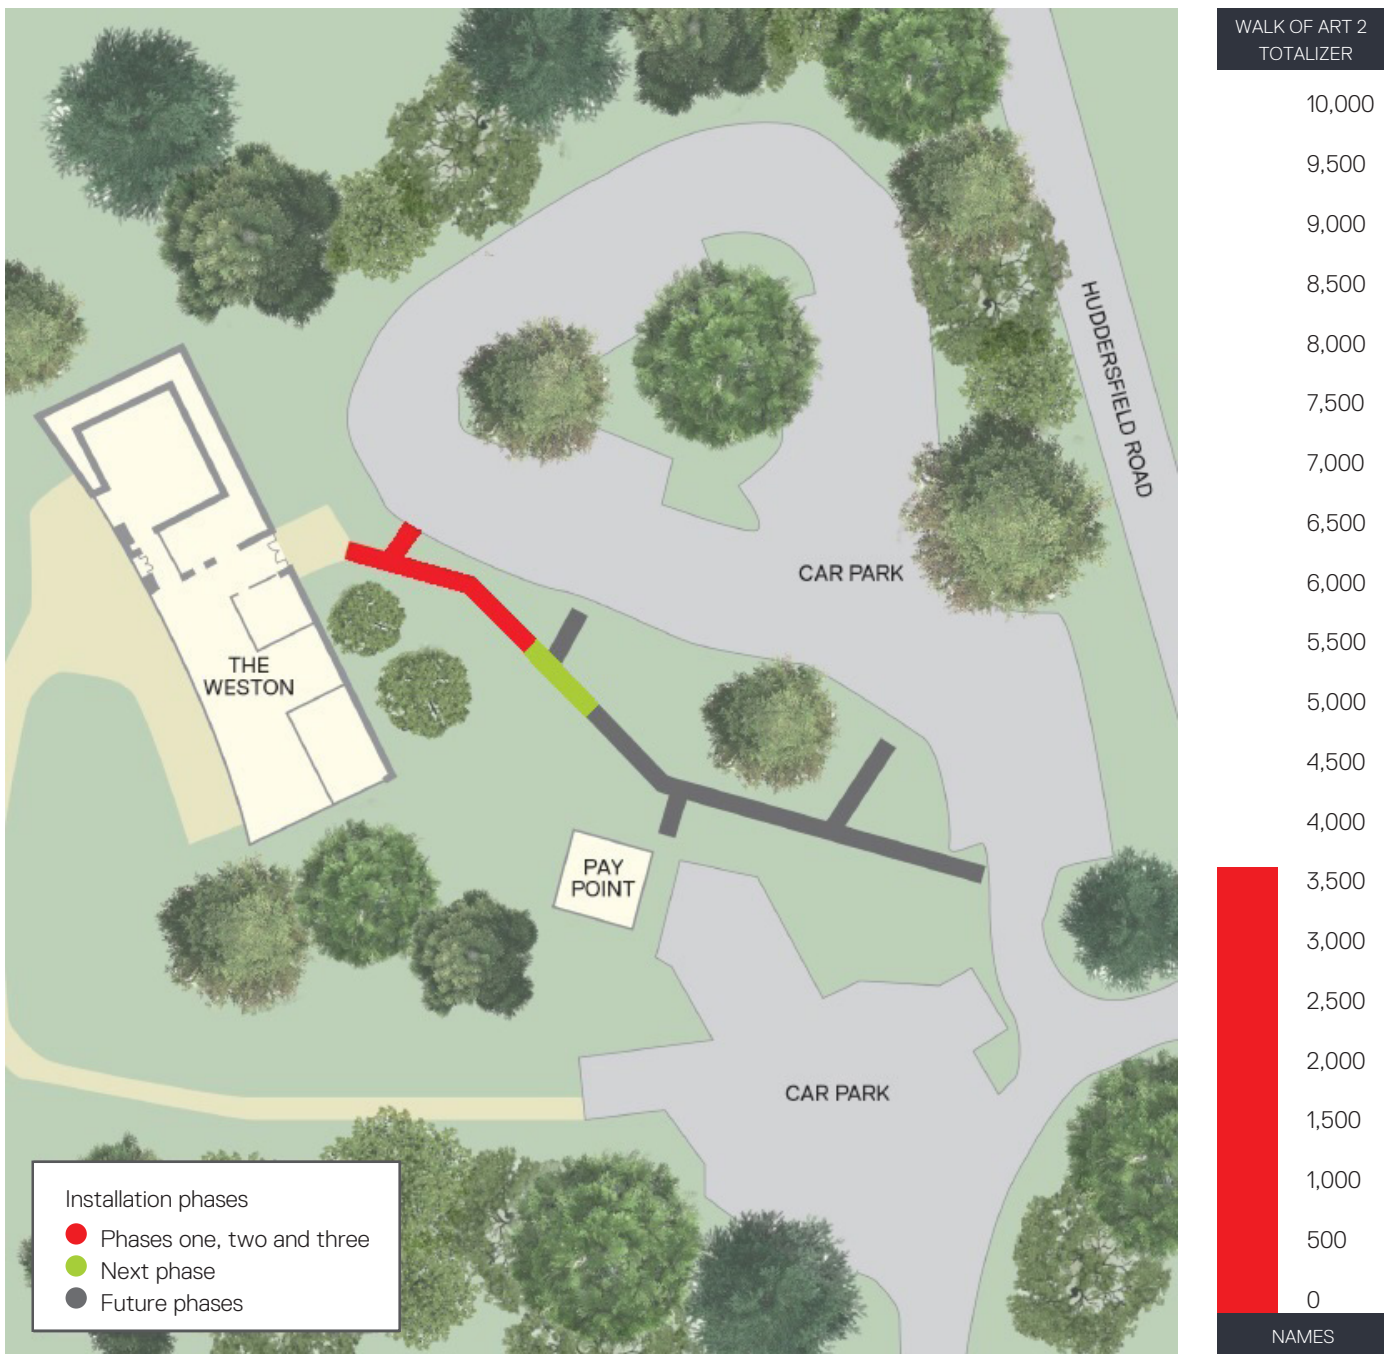 WALK OF ART 2
TOTALIZER
10,000
9,500
9,000
8,500
8,000
7,500
7,000
6,500
6,000
5,500
5,000
4,500
4,000
3,500
3,000
2,500
2,000
1,500
1,000
500
0
NAMES
HUDDERSFIELD ROAD
CAR PARK
THE
WESTON
PAY
POINT
CAR PARK
Installation phases
Phases one, two and three
Next phase
Future phases